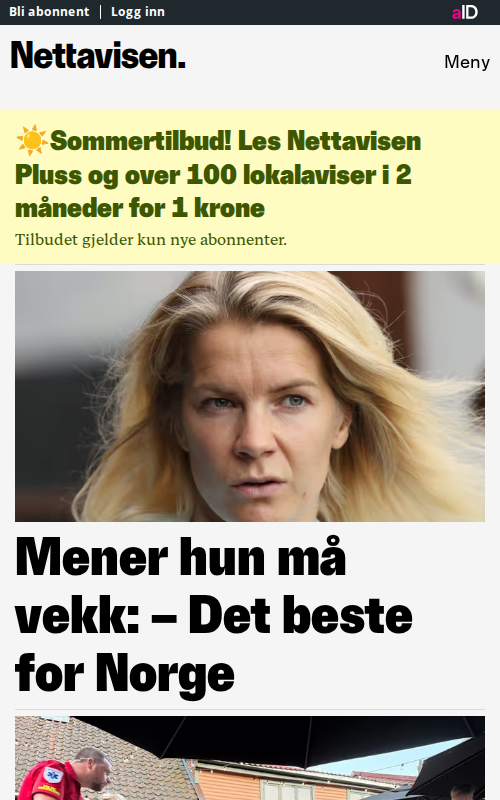 Bli abonnent | Logg inn
aID
Nettavisen.
Meny
☀️Sommertilbud! Les Nettavisen
Pluss og over 100 lokalaviser i 2
måneder for 1 krone
Tilbudet gjelder kun nye abonnenter.
Mener hun må
vekk: – Det beste
for Norge